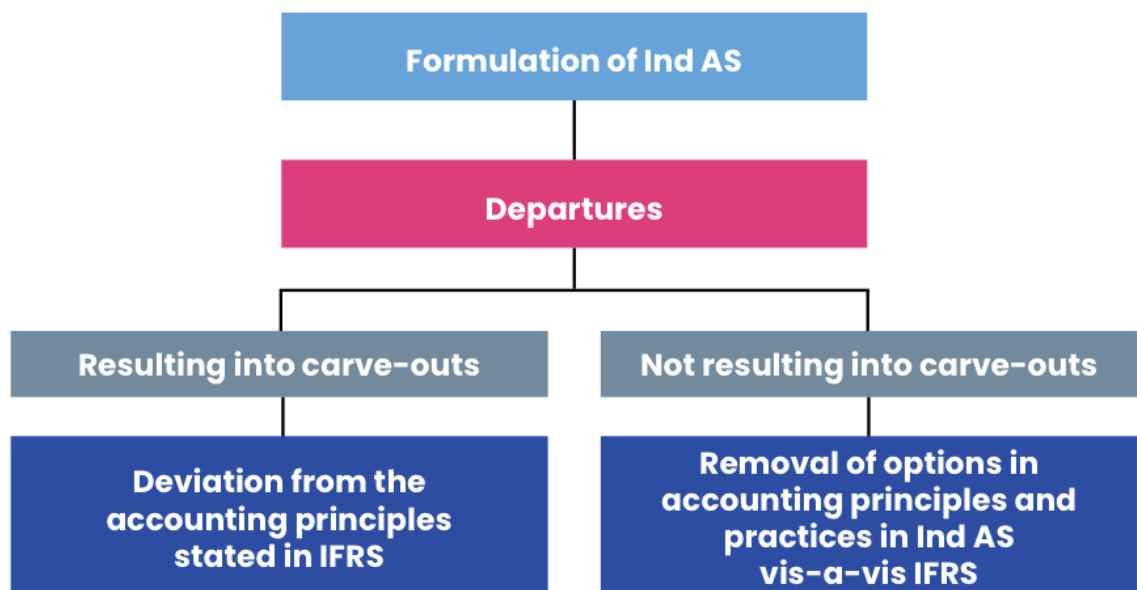 Formulation of Ind AS
Departures
Resulting into carve-outs
Not resulting into carve-outs
Deviation from the
accounting principles
stated in IFRS
Removal of options in
accounting principles and
practices in Ind AS
vis-a-vis IFRS